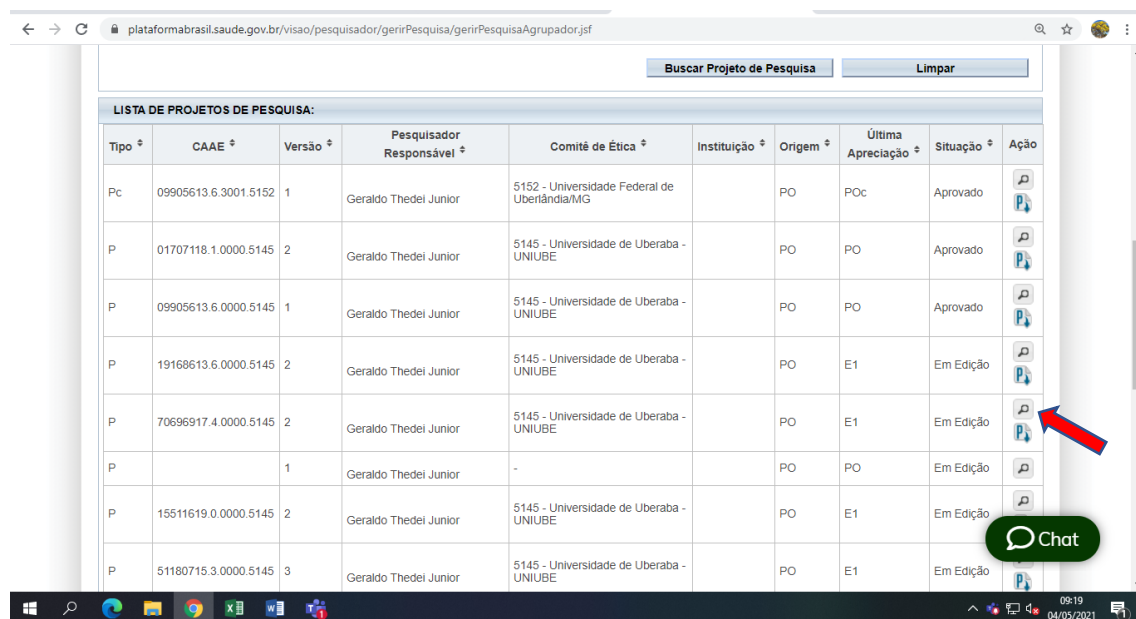 plataformabrasil.saude.gov.br/visao/pesquisador/gerirPesquisa/gerirPesquisaAgrupador.jsf
Buscar Projeto de Pesquisa Limpar
LISTA DE PROJETOS DE PESQUISA:
Tipo CAAE Versão Pesquisador Responsável Comitê de Ética Instituição Origem Última Apreciação Situação Ação
Pc 09905613.6.3001.5152 1 Geraldo Thedei Junior 5152 - Universidade Federal de Uberlândia/MG PO POc Aprovado
P 01707118.1.0000.5145 2 Geraldo Thedei Junior 5145 - Universidade de Uberaba - UNIUBE PO PO Aprovado
P 09905613.6.0000.5145 1 Geraldo Thedei Junior 5145 - Universidade de Uberaba - UNIUBE PO PO Aprovado
P 19168613.6.0000.5145 2 Geraldo Thedei Junior 5145 - Universidade de Uberaba - UNIUBE PO E1 Em Edição
P 70696917.4.0000.5145 2 Geraldo Thedei Junior 5145 - Universidade de Uberaba - UNIUBE PO E1 Em Edição
P 1 Geraldo Thedei Junior - PO PO Em Edição
P 15511619.0.0000.5145 2 Geraldo Thedei Junior 5145 - Universidade de Uberaba - UNIUBE PO E1 Em Edição
Chat
P 51180715.3.0000.5145 3 Geraldo Thedei Junior 5145 - Universidade de Uberaba - UNIUBE PO E1 Em Edição
09:19
04/05/2021